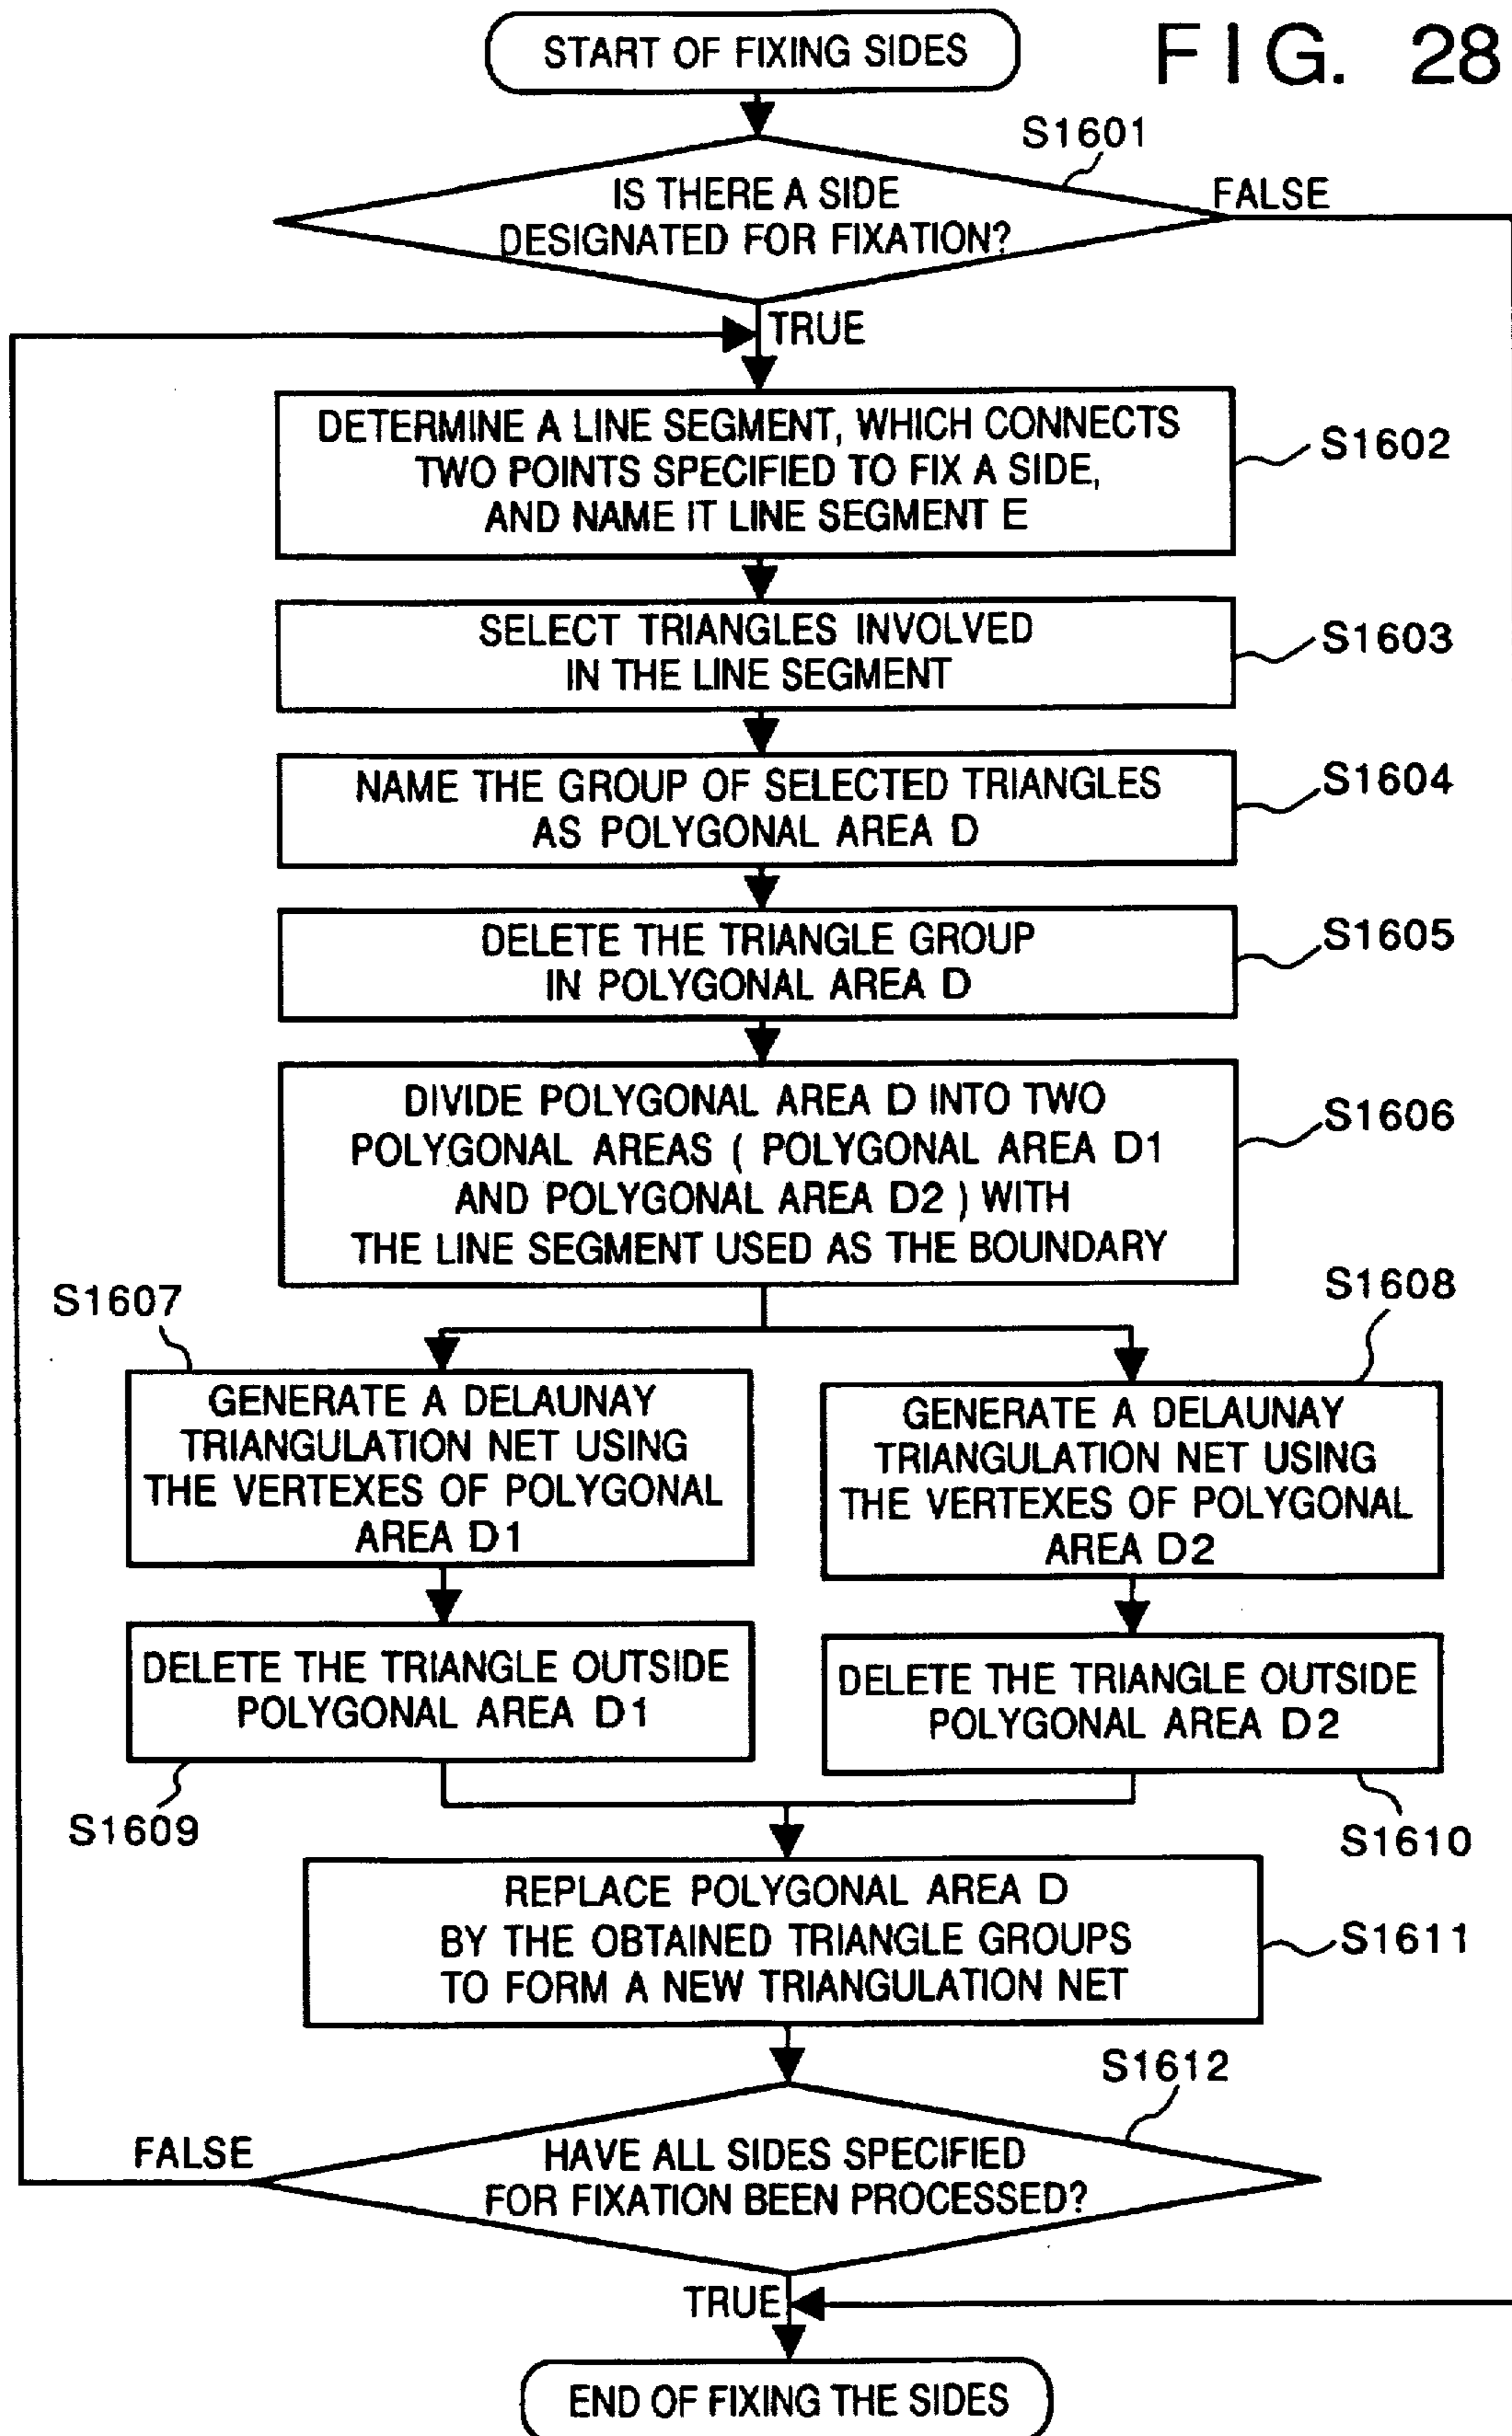 FIG. 28
START OF FIXING SIDES
S1601
IS THERE A SIDE
DESIGNATED FOR FIXATION?
FALSE
TRUE
DETERMINE A LINE SEGMENT, WHICH CONNECTS
TWO POINTS SPECIFIED TO FIX A SIDE,
AND NAME IT LINE SEGMENT E
S1602
SELECT TRIANGLES INVOLVED
IN THE LINE SEGMENT
S1603
NAME THE GROUP OF SELECTED TRIANGLES
AS POLYGONAL AREA D
S1604
DELETE THE TRIANGLE GROUP
IN POLYGONAL AREA D
S1605
DIVIDE POLYGONAL AREA D INTO TWO
POLYGONAL AREAS ( POLYGONAL AREA D1
AND POLYGONAL AREA D2 ) WITH
THE LINE SEGMENT USED AS THE BOUNDARY
S1606
S1607
GENERATE A DELAUNAY
TRIANGULATION NET USING
THE VERTEXES OF POLYGONAL
AREA D1
S1608
GENERATE A DELAUNAY
TRIANGULATION NET USING
THE VERTEXES OF POLYGONAL
AREA D2
DELETE THE TRIANGLE OUTSIDE
POLYGONAL AREA D1
S1609
DELETE THE TRIANGLE OUTSIDE
POLYGONAL AREA D2
S1610
REPLACE POLYGONAL AREA D
BY THE OBTAINED TRIANGLE GROUPS
TO FORM A NEW TRIANGULATION NET
S1611
S1612
HAVE ALL SIDES SPECIFIED
FOR FIXATION BEEN PROCESSED?
FALSE
TRUE
END OF FIXING THE SIDES